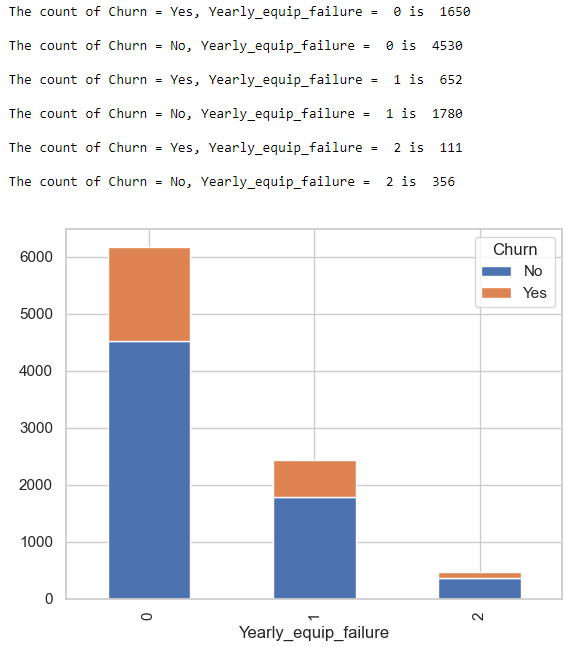 The count of Churn = Yes, Yearly_equip_failure =  0 is  1650
The count of Churn = No, Yearly_equip_failure =  0 is  4530
The count of Churn = Yes, Yearly_equip_failure =  1 is  652
The count of Churn = No, Yearly_equip_failure =  1 is  1780
The count of Churn = Yes, Yearly_equip_failure =  2 is  111
The count of Churn = No, Yearly_equip_failure =  2 is  356
Churn
No
Yes
6000
5000
4000
3000
2000
1000
0
0
1
2
Yearly_equip_failure